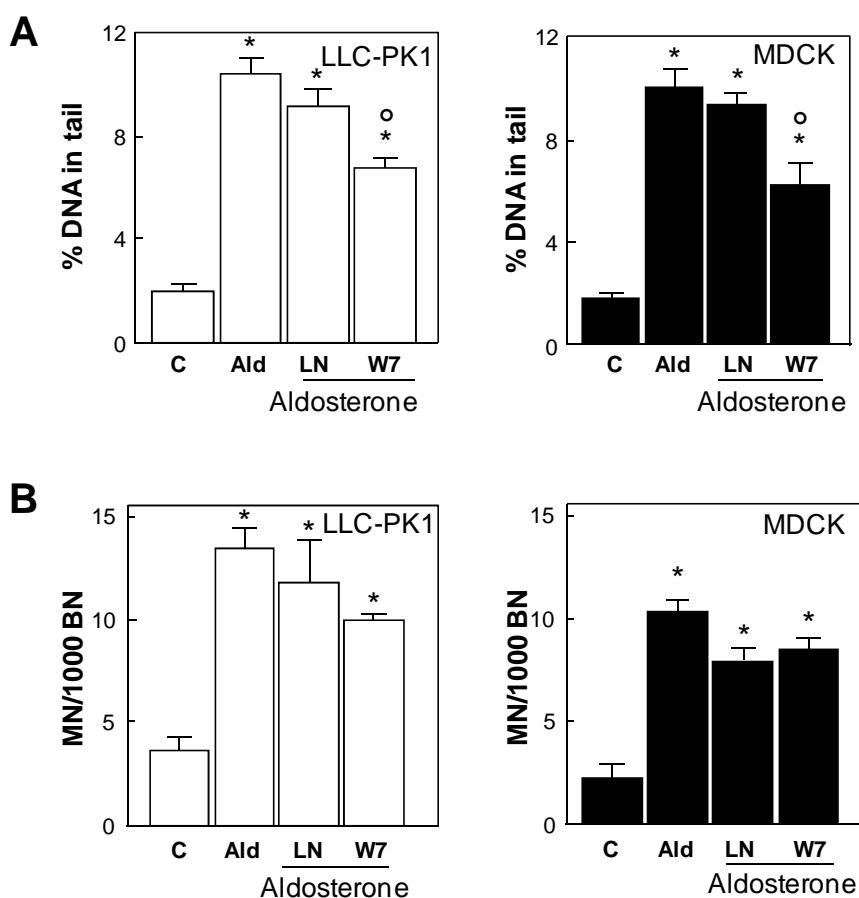 A
LLC-PK1
% DNA in tail
12
8
4
0
* * ° *
C Ald LN W7
Aldosterone
MDCK
% DNA in tail
12
8
4
0
* * ° *
C Ald LN W7
Aldosterone
B
LLC-PK1
MN/1000 BN
15
10
5
0
* * *
C Ald LN W7
Aldosterone
MDCK
MN/1000 BN
15
10
5
0
* * *
C Ald LN W7
Aldosterone